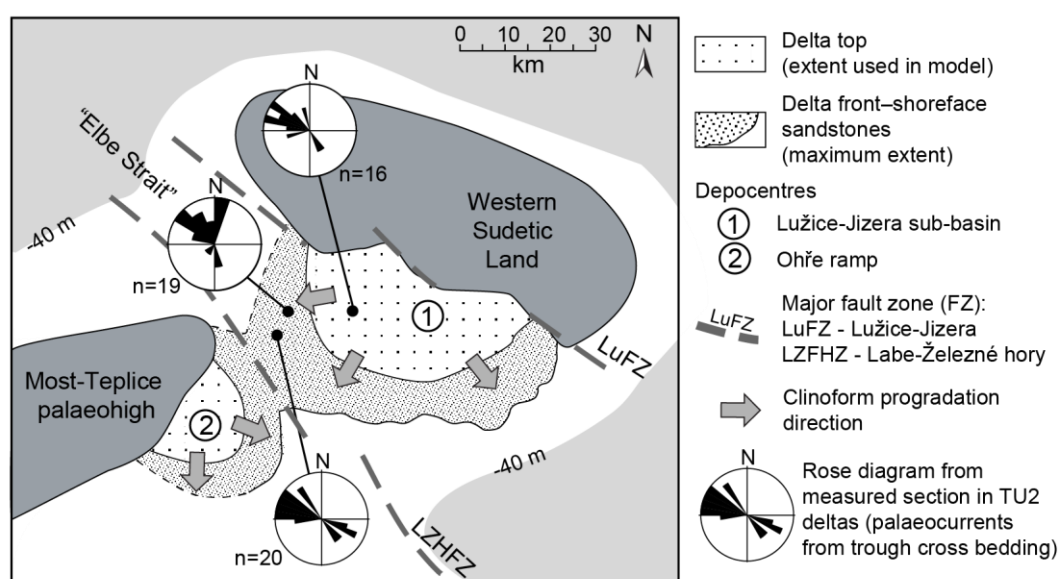 0 10 20 30
km
N
"Elbe Strait"
N
n=16
-40 m
N
n=19
Western
Sudetic
Land
1
LuFZ
Most-Teplice
palaeohigh
2
-40 m
N
n=20
LZHFZ
Delta top
(extent used in model)
Delta front–shoreface
sandstones
(maximum extent)
Depocentres
1 Lužice-Jizera sub-basin
2 Ohře ramp
LuFZ
Major fault zone (FZ):
LuFZ - Lužice-Jizera
LZFHZ - Labe-Železné hory
Clinoform progradation
direction
N
Rose diagram from
measured section in TU2
deltas (palaeocurrents
from trough cross bedding)